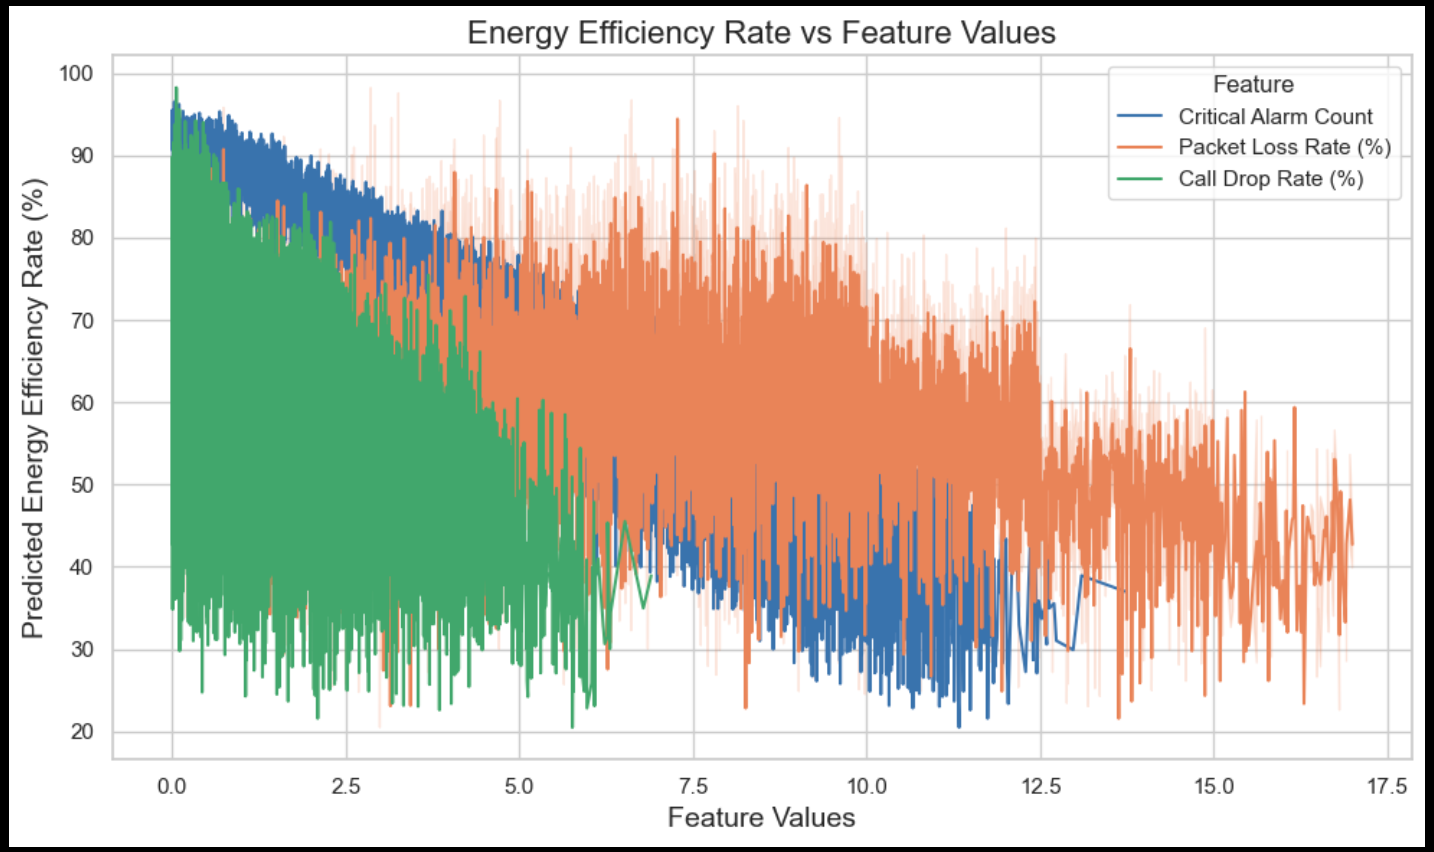 Energy Efficiency Rate vs Feature Values
Predicted Energy Efficiency Rate (%)
100
90
80
70
60
50
40
30
20
Feature
Critical Alarm Count
Packet Loss Rate (%)
Call Drop Rate (%)
0.0 2.5 5.0 7.5 10.0 12.5 15.0 17.5
Feature Values